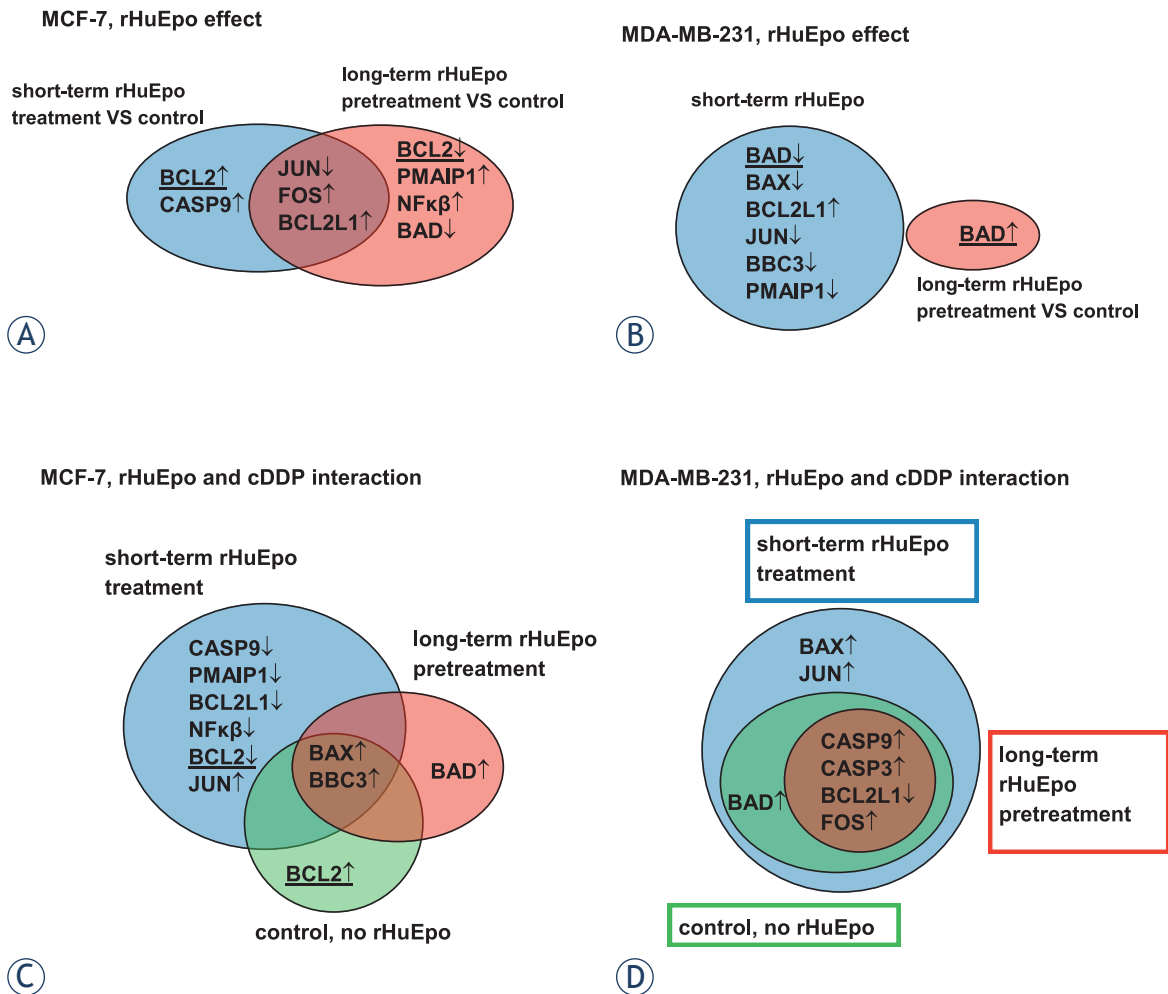 MCF-7, rHuEpo effect
short-term rHuEpo
treatment VS control
long-term rHuEpo
pretreatment VS control
BCL2↑
CASP9↑
JUN↓
FOS↑
BCL2L1↑
BCL2↓
PMAIP1↑
NFκβ↑
BAD↓
A
MDA-MB-231, rHuEpo effect
short-term rHuEpo
BAD↓
BAX↓
BCL2L1↑
JUN↓
BBC3↓
PMAIP1↓
BAD↑
long-term rHuEpo
pretreatment VS control
B
MCF-7, rHuEpo and cDDP interaction
short-term rHuEpo
treatment
long-term rHuEpo
pretreatment
CASP9↓
PMAIP1↓
BCL2L1↓
NFκβ↓
BCL2↓
JUN↑
BAX↑
BBC3↑
BAD↑
BCL2↑
control, no rHuEpo
C
MDA-MB-231, rHuEpo and cDDP interaction
short-term rHuEpo
treatment
BAX↑
JUN↑
CASP9↑
CASP3↑
BCL2L1↓
FOS↑
BAD↑
long-term
rHuEpo
pretreatment
control, no rHuEpo
D